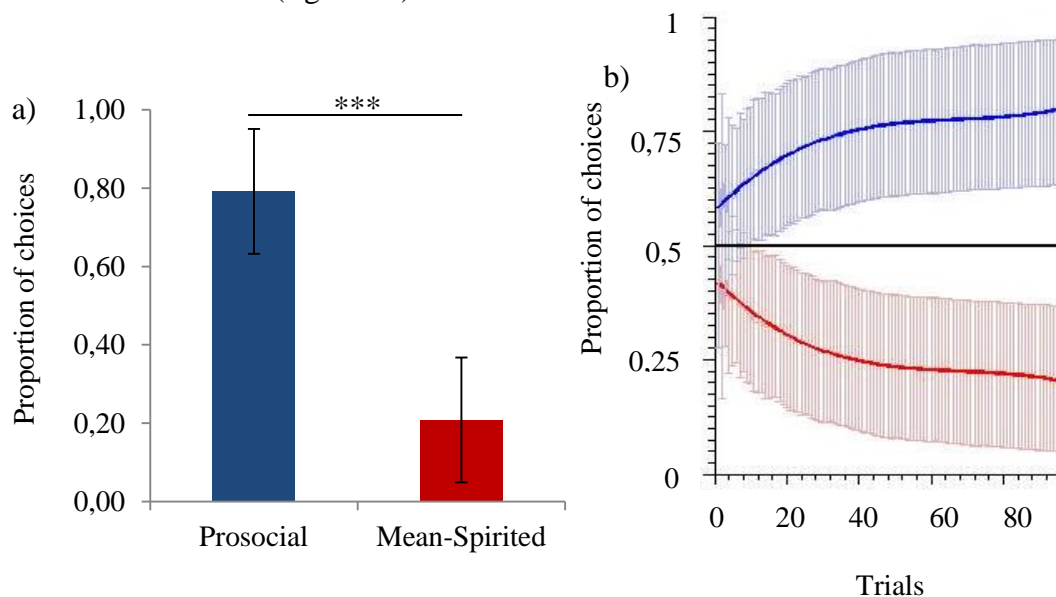 a)
***
Proportion of choices
1,00
0,80
0,60
0,40
0,20
0,00
Prosocial
Mean-Spirited
b)
Proportion of choices
1
0,75
0,5
0.25
0
0
20
40
60
80
Trials